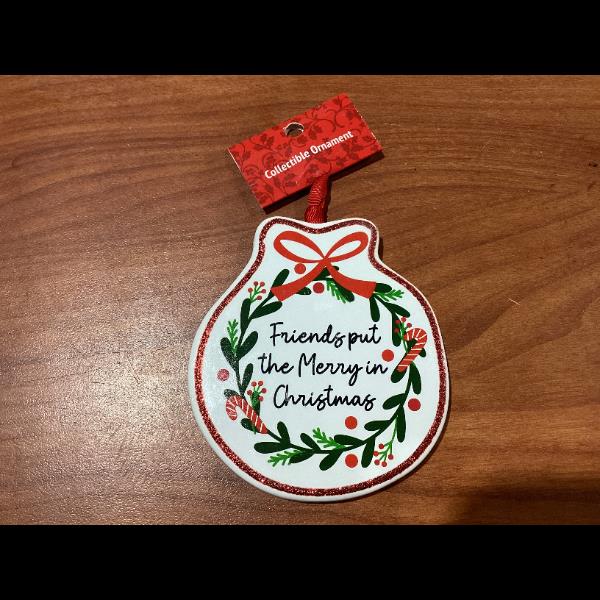 Collectible Ornament
Friends put
the Merry in
Christmas